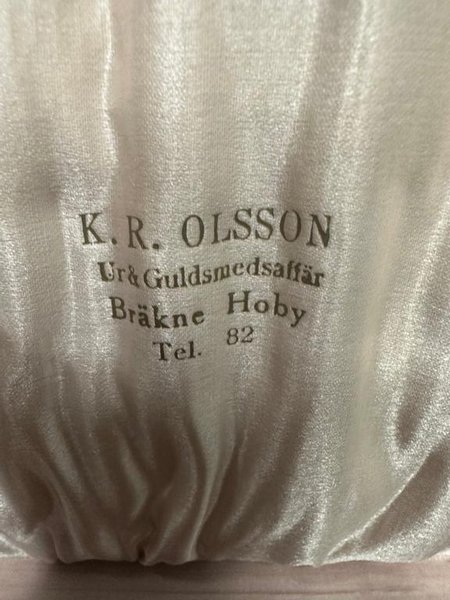 K. R. OLSSON
Ur & Guldsmedsaffär
Bräkne Hoby
Tel. 82